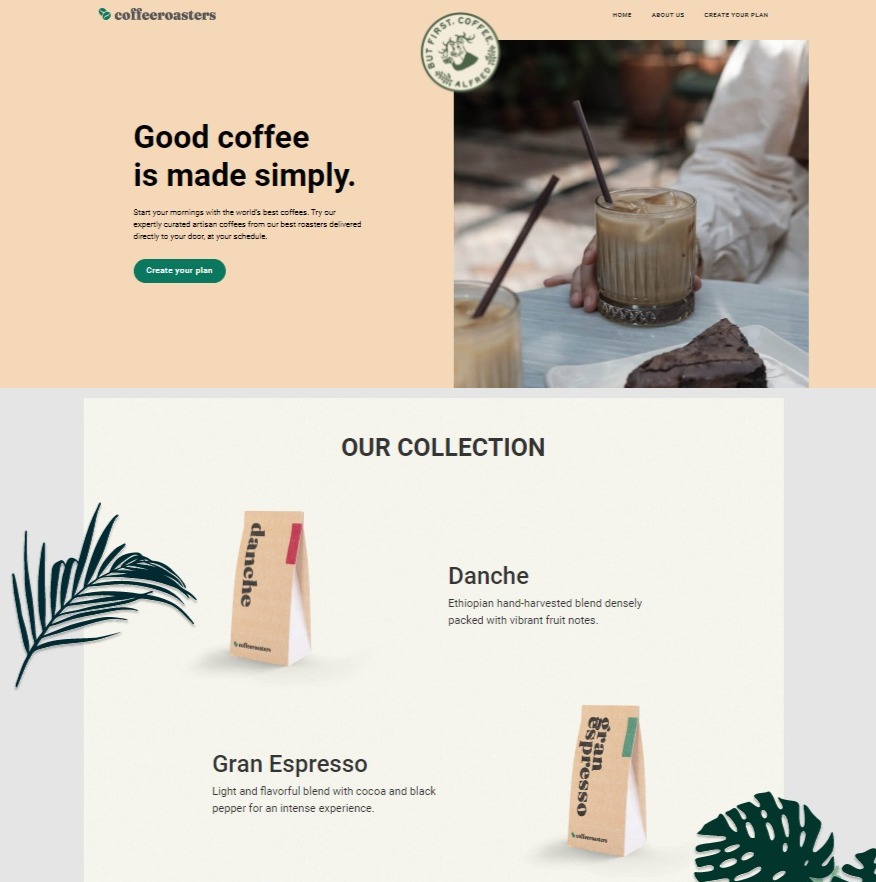 coffeeroasters
HOME ABOUT US CREATE YOUR PLAN
BUT FIRST, COFFEE.
ALFRED
Good coffee
is made simply.
Start your mornings with the world's best coffees. Try our
expertly curated artisan coffees from our best roasters delivered
directly to your door, at your schedule.
Create your plan
OUR COLLECTION
danche
coffeeroasters
Danche
Ethiopian hand-harvested blend densely
packed with vibrant fruit notes.
gran
espresso
coffeeroasters
Gran Espresso
Light and flavorful blend with cocoa and black
pepper for an intense experience.